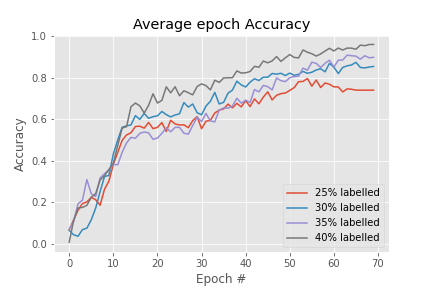 Average epoch Accuracy
1.0
0.8
0.6
0.4
0.2
0.0
Accuracy
25% labelled
30% labelled
35% labelled
40% labelled
0 10 20 30 40 50 60 70
Epoch #